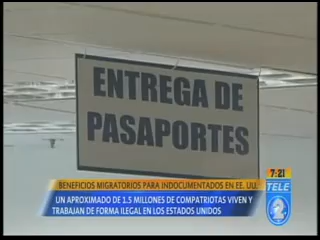 ENTREGA DE
PASAPORTES
7:21
BENEFICIOS MIGRATORIOS PARA INDOCUMENTADOS EN EE. UU.
UN APROXIMADO DE 1.5 MILLONES DE COMPATRIOTAS VIVEN Y
TRABAJAN DE FORMA ILEGAL EN LOS ESTADOS UNIDOS
TELE